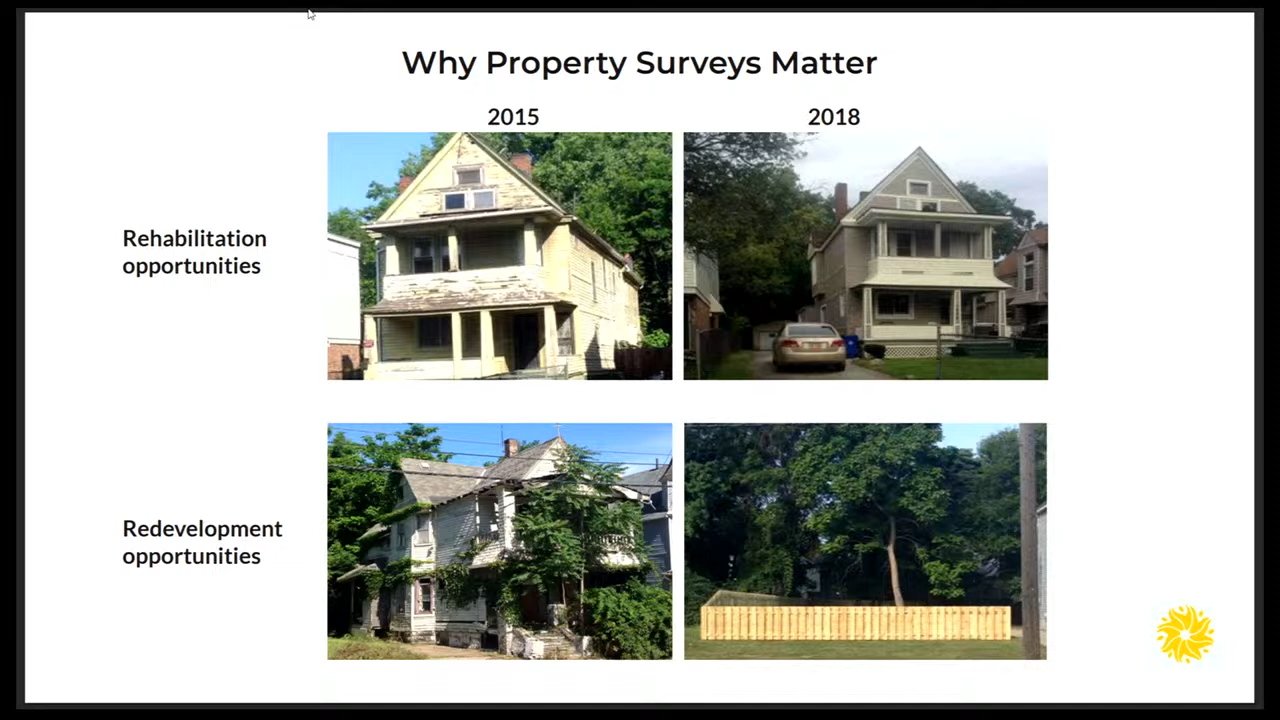 Why Property Surveys Matter
2015
2018
Rehabilitation
opportunities
Redevelopment
opportunities